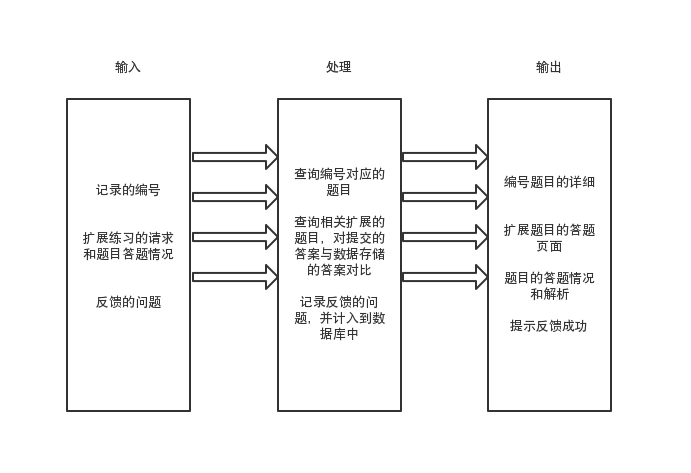 输入
处理
输出
记录的编号
扩展练习的请求
和题目答题情况
反馈的问题
查询编号对应的
题目
查询相关扩展的
题目，对提交的
答案与数据存储
的答案对比
记录反馈的问
题，并计入到数
据库中
编号题目的详细
扩展题目的答题
页面
题目的答题情况
和解析
提示反馈成功